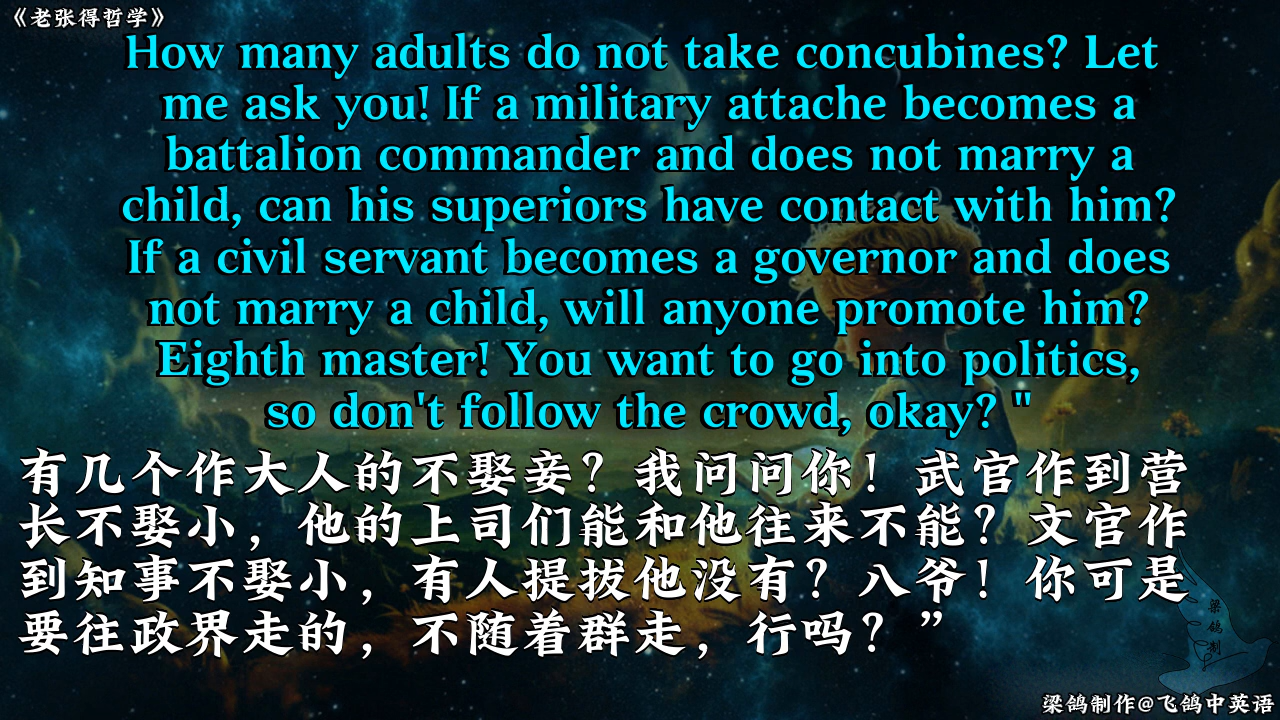 《老张得哲学》
How many adults do not take concubines? Let
me ask you! If a military attache becomes a
battalion commander and does not marry a
child, can his superiors have contact with him?
If a civil servant becomes a governor and does
not marry a child, will anyone promote him?
Eighth master! You want to go into politics,
so don't follow the crowd, okay? "
有几个作大人的不娶妾？我问问你！武官作到营
长不娶小，他的上司们能和他往来不能？文官作
到知事不娶小，有人提拔他没有？八爷！你可是
要往政界走的，不随着群走，行吗？”
梁鸽制
梁鸽制作@飞鸽中英语